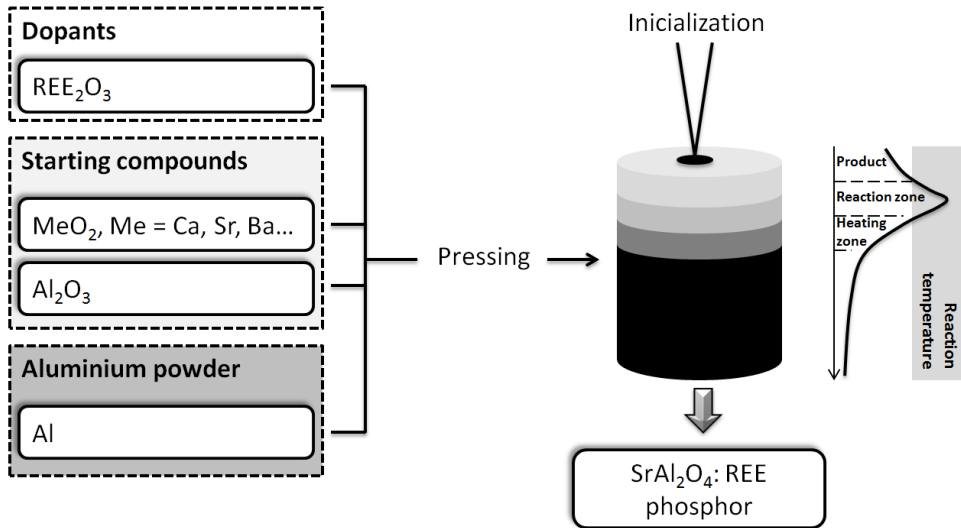 Dopants
REE₂O₃
Starting compounds
MeO₂, Me = Ca, Sr, Ba...
Al₂O₃
Aluminium powder
Al
Pressing
Inicialization
Product
Reaction zone
Heating
zone
Reaction
temperature
SrAl₂O₄: REE
phosphor